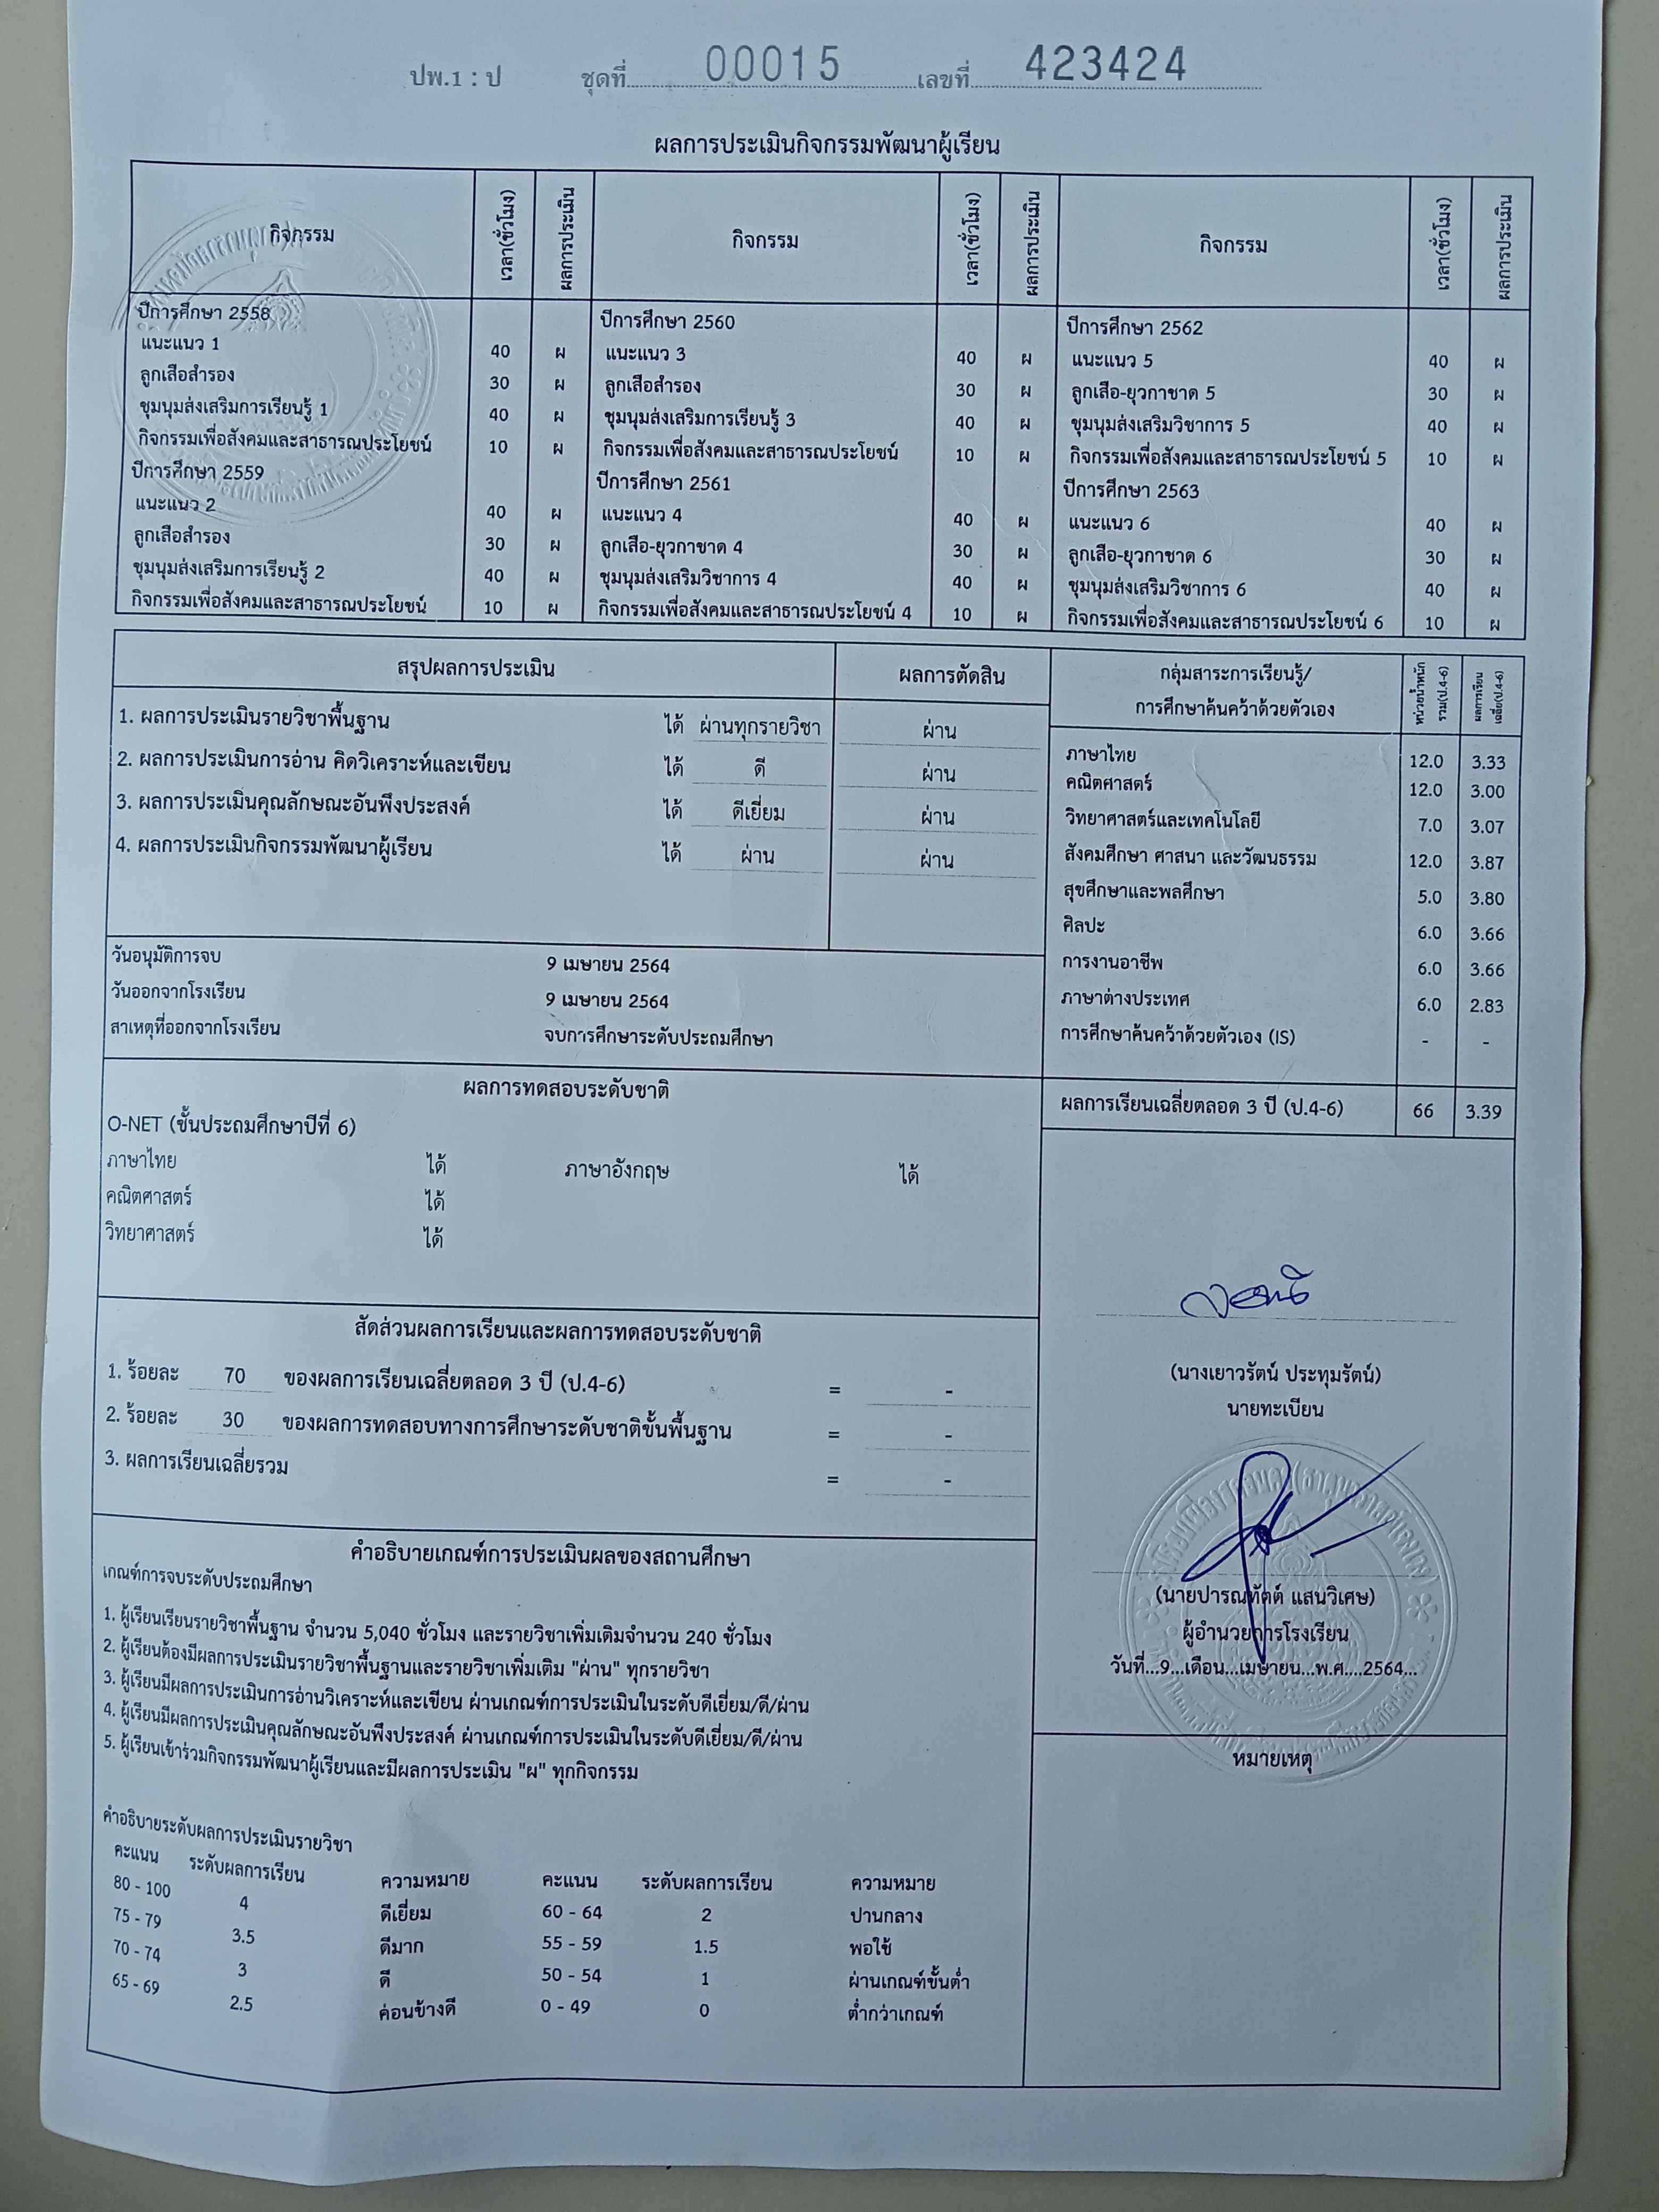 ปพ.1 : ป ชุดที่ 00015 เลขที่ 423424
ผลการประเมินกิจกรรมพัฒนาผู้เรียน
กิจกรรม เวลา(ชั่วโมง) ผลการประเมิน กิจกรรม เวลา(ชั่วโมง) ผลการประเมิน กิจกรรม เวลา(ชั่วโมง) ผลการประเมิน
ปีการศึกษา 2558 ปีการศึกษา 2560 ปีการศึกษา 2562
แนะแนว 1 40 ผ แนะแนว 3 40 ผ แนะแนว 5 40 ผ
ลูกเสือสำรอง 30 ผ ลูกเสือสำรอง 30 ผ ลูกเสือ-ยุวกาชาด 5 30 ผ
ชุมนุมส่งเสริมการเรียนรู้ 1 40 ผ ชุมนุมส่งเสริมการเรียนรู้ 3 40 ผ ชุมนุมส่งเสริมวิชาการ 5 40 ผ
กิจกรรมเพื่อสังคมและสาธารณประโยชน์ 10 ผ กิจกรรมเพื่อสังคมและสาธารณประโยชน์ 10 ผ กิจกรรมเพื่อสังคมและสาธารณประโยชน์ 5 10 ผ
ปีการศึกษา 2559 ปีการศึกษา 2561 ปีการศึกษา 2563
แนะแนว 2 40 ผ แนะแนว 4 40 ผ แนะแนว 6 40 ผ
ลูกเสือสำรอง 30 ผ ลูกเสือ-ยุวกาชาด 4 30 ผ ลูกเสือ-ยุวกาชาด 6 30 ผ
ชุมนุมส่งเสริมการเรียนรู้ 2 40 ผ ชุมนุมส่งเสริมวิชาการ 4 40 ผ ชุมนุมส่งเสริมวิชาการ 6 40 ผ
กิจกรรมเพื่อสังคมและสาธารณประโยชน์ 10 ผ กิจกรรมเพื่อสังคมและสาธารณประโยชน์ 4 10 ผ กิจกรรมเพื่อสังคมและสาธารณประโยชน์ 6 10 ผ
สรุปผลการประเมิน ผลการตัดสิน
1. ผลการประเมินรายวิชาพื้นฐาน ได้ ผ่านทุกรายวิชา ผ่าน
2. ผลการประเมินการอ่าน คิดวิเคราะห์และเขียน ได้ ดี ผ่าน
3. ผลการประเมินคุณลักษณะอันพึงประสงค์ ได้ ดีเยี่ยม ผ่าน
4. ผลการประเมินกิจกรรมพัฒนาผู้เรียน ได้ ผ่าน ผ่าน
วันอนุมัติการจบ 9 เมษายน 2564
วันออกจากโรงเรียน 9 เมษายน 2564
สาเหตุที่ออกจากโรงเรียน จบการศึกษาระดับประถมศึกษา
กลุ่มสาระการเรียนรู้/
การศึกษาค้นคว้าด้วยตัวเอง
หน่วยน้ำหนัก
รวม(ป.4-6)
ผลการเรียน
เฉลี่ย(ป.4-6)
ภาษาไทย 12.0 3.33
คณิตศาสตร์ 12.0 3.00
วิทยาศาสตร์และเทคโนโลยี 7.0 3.07
สังคมศึกษา ศาสนา และวัฒนธรรม 12.0 3.87
สุขศึกษาและพลศึกษา 5.0 3.80
ศิลปะ 6.0 3.66
การงานอาชีพ 6.0 3.66
ภาษาต่างประเทศ 6.0 2.83
การศึกษาค้นคว้าด้วยตัวเอง (IS) - -
ผลการเรียนเฉลี่ยตลอด 3 ปี (ป.4-6) 66 3.39
ผลการทดสอบระดับชาติ
O-NET (ชั้นประถมศึกษาปีที่ 6)
ภาษาไทย ได้ ภาษาอังกฤษ ได้
คณิตศาสตร์ ได้
วิทยาศาสตร์ ได้
สัดส่วนผลการเรียนและผลการทดสอบระดับชาติ
1. ร้อยละ 70 ของผลการเรียนเฉลี่ยตลอด 3 ปี (ป.4-6) = -
2. ร้อยละ 30 ของผลการทดสอบทางการศึกษาระดับชาติขั้นพื้นฐาน = -
3. ผลการเรียนเฉลี่ยรวม = -
(นางเยาวรัตน์ ประทุมรัตน์)
นายทะเบียน
(นายปารณทัตต์ แสนวิเศษ)
ผู้อำนวยการโรงเรียน
วันที่...9...เดือน...เมษายน...พ.ศ....2564...
หมายเหตุ
คำอธิบายเกณฑ์การประเมินผลของสถานศึกษา
เกณฑ์การจบระดับประถมศึกษา
1. ผู้เรียนเรียนรายวิชาพื้นฐาน จำนวน 5,040 ชั่วโมง และรายวิชาเพิ่มเติมจำนวน 240 ชั่วโมง
2. ผู้เรียนต้องมีผลการประเมินรายวิชาพื้นฐานและรายวิชาเพิ่มเติม "ผ่าน" ทุกรายวิชา
3. ผู้เรียนมีผลการประเมินการอ่านวิเคราะห์และเขียน ผ่านเกณฑ์การประเมินในระดับดีเยี่ยม/ดี/ผ่าน
4. ผู้เรียนมีผลการประเมินคุณลักษณะอันพึงประสงค์ ผ่านเกณฑ์การประเมินในระดับดีเยี่ยม/ดี/ผ่าน
5. ผู้เรียนเข้าร่วมกิจกรรมพัฒนาผู้เรียนและมีผลการประเมิน "ผ" ทุกกิจกรรม
คำอธิบายระดับผลการประเมินรายวิชา
คะแนน ระดับผลการเรียน ความหมาย คะแนน ระดับผลการเรียน ความหมาย
80 - 100 4 ดีเยี่ยม 60 - 64 2 ปานกลาง
75 - 79 3.5 ดีมาก 55 - 59 1.5 พอใช้
70 - 74 3 ดี 50 - 54 1 ผ่านเกณฑ์ขั้นต่ำ
65 - 69 2.5 ค่อนข้างดี 0 - 49 0 ต่ำกว่าเกณฑ์